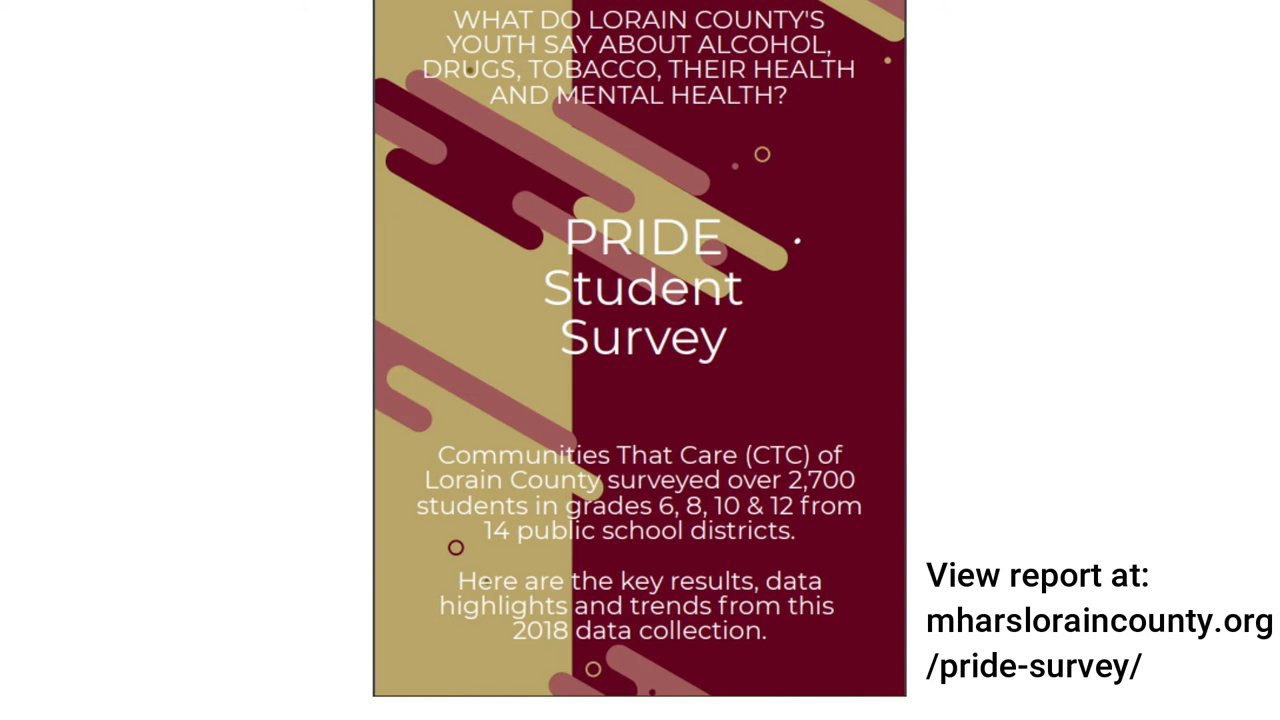 WHAT DO LORAIN COUNTY'S
YOUTH SAY ABOUT ALCOHOL,
DRUGS, TOBACCO, THEIR HEALTH
AND MENTAL HEALTH?
PRIDE
Student
Survey
Communities That Care (CTC) of
Lorain County surveyed over 2,700
students in grades 6, 8, 10 & 12 from
14 public school districts.
Here are the key results, data
highlights and trends from this
2018 data collection.
View report at:
mharsloraincounty.org
/pride-survey/